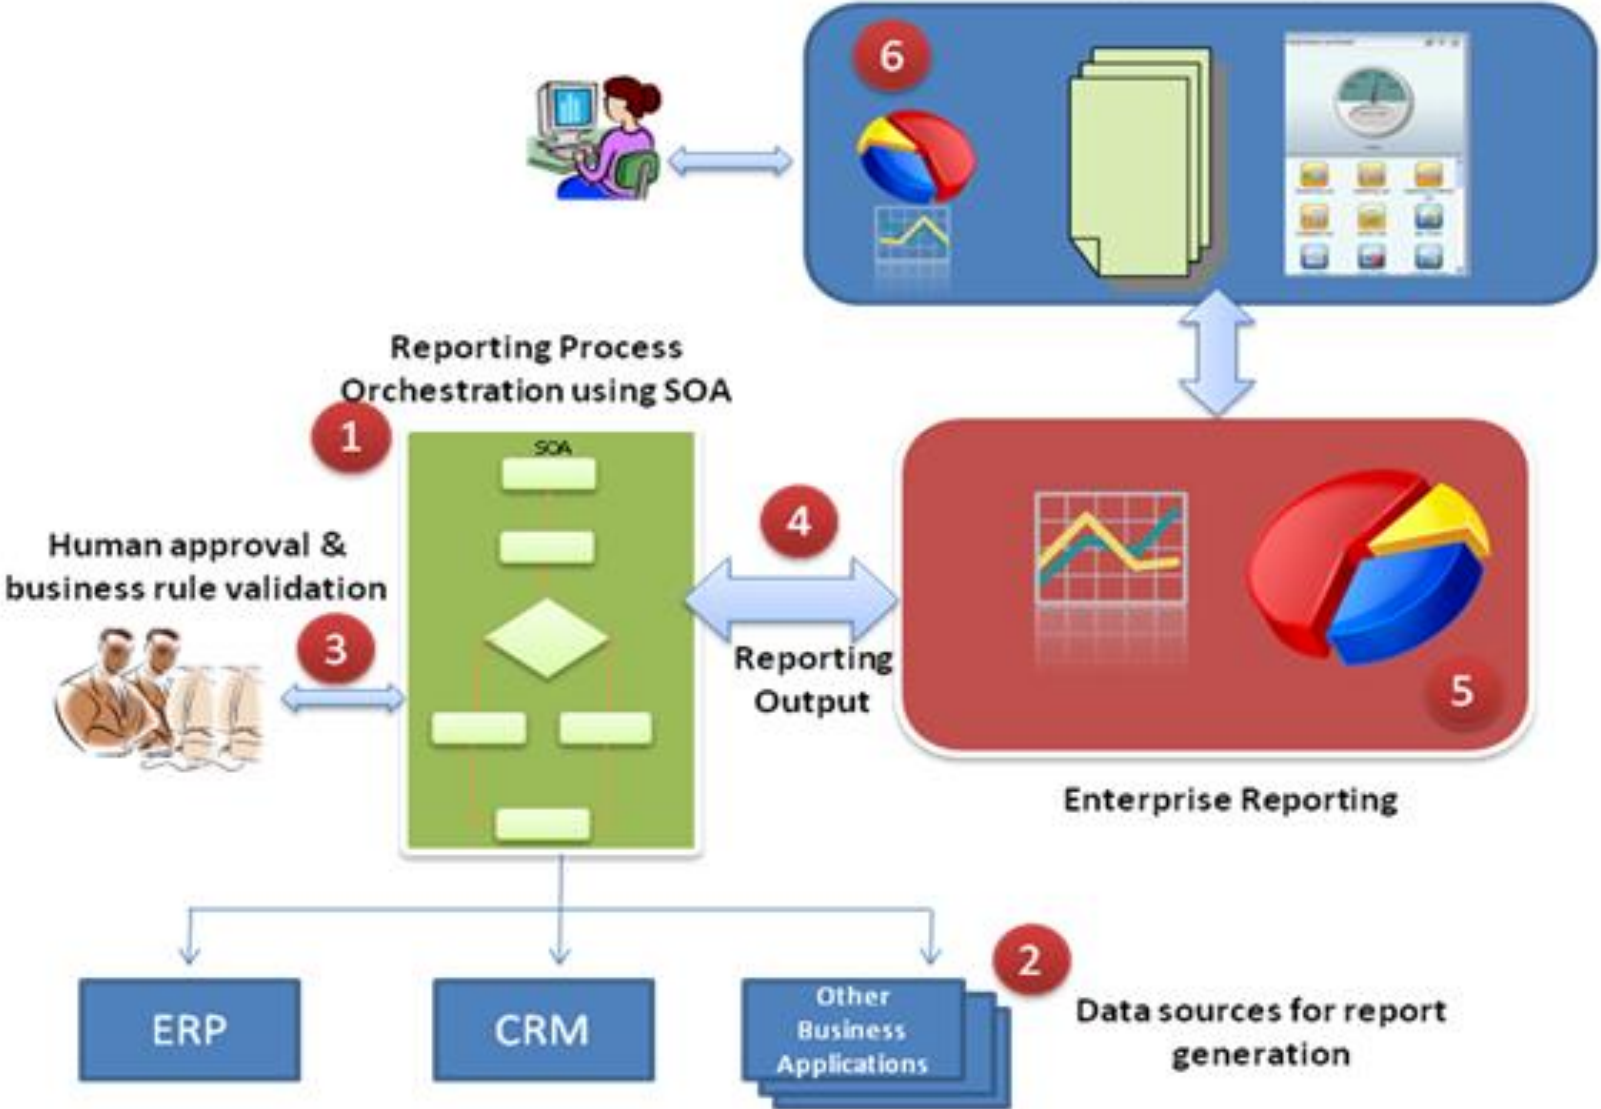 6
Reporting Process
Orchestration using SOA
1
SOA
4
Human approval &
business rule validation
3
Reporting
Output
5
Enterprise Reporting
2
ERP
CRM
Other
Business
Applications
Data sources for report
generation